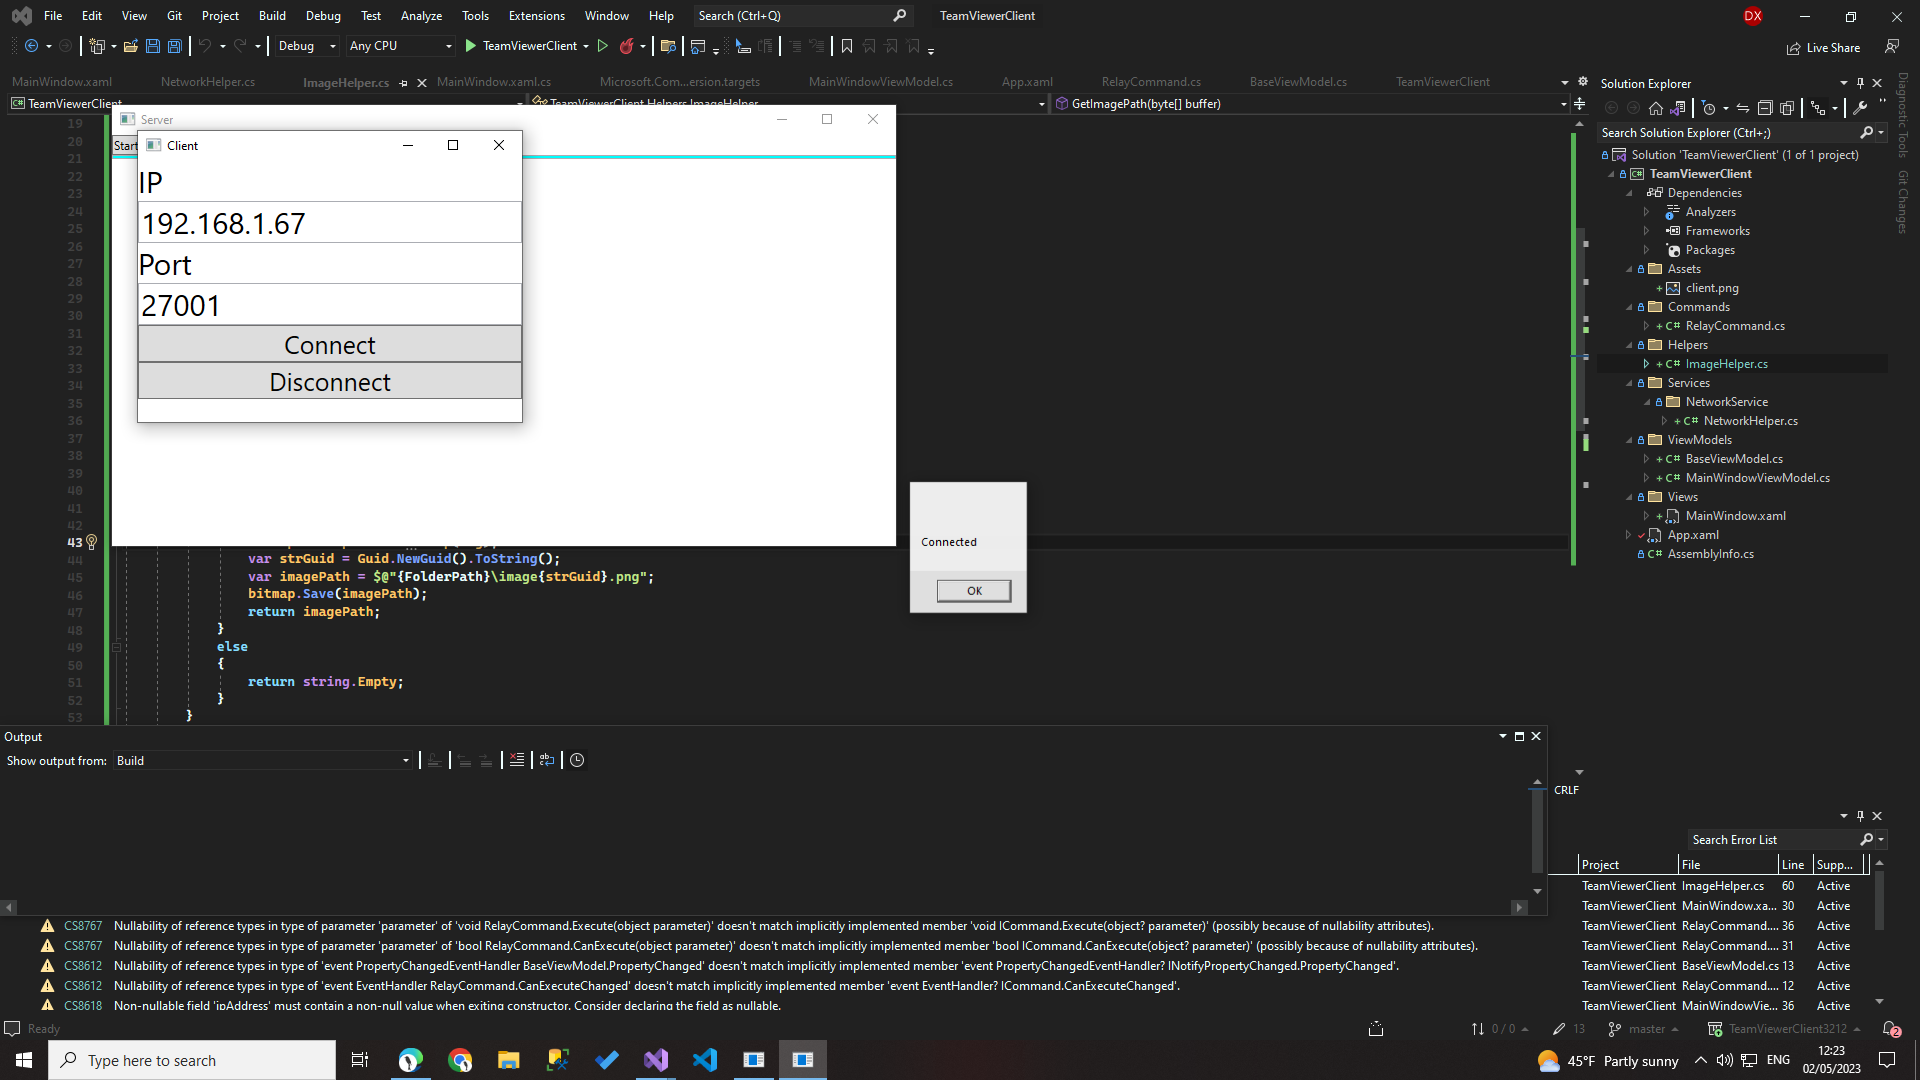 File Edit View Git Project Build Debug Test Analyze Tools Extensions Window Help Search (Ctrl+Q) TeamViewerClient DX
Debug Any CPU TeamViewerClient Live Share
MainWindow.xaml NetworkHelper.cs ImageHelper.cs MainWindow.xaml.cs Microsoft.Com...ersion.targets MainWindowViewModel.cs App.xaml RelayCommand.cs BaseViewModel.cs TeamViewerClient
TeamViewerClient TeamViewerClient.Helpers.ImageHelper GetImagePath(byte[] buffer)
Server
Start
Client
IP
192.168.1.67
Port
27001
Connect
Disconnect
Connected
OK
19
20
21
22
23
24
25
26
27
28
29
30
31
32
33
34
35
36
37
38
39
40
41
42
43
44 var strGuid = Guid.NewGuid().ToString();
45 var imagePath = $@"{FolderPath}\image{strGuid}.png";
46 bitmap.Save(imagePath);
47 return imagePath;
48 }
49 else
50 {
51 return string.Empty;
52 }
53 }
Solution Explorer
Search Solution Explorer (Ctrl+;)
Solution 'TeamViewerClient' (1 of 1 project)
TeamViewerClient
Dependencies
Analyzers
Frameworks
Packages
Assets
client.png
Commands
RelayCommand.cs
Helpers
ImageHelper.cs
Services
NetworkService
NetworkHelper.cs
ViewModels
BaseViewModel.cs
MainWindowViewModel.cs
Views
MainWindow.xaml
App.xaml
AssemblyInfo.cs
Diagnostic Tools
Git Changes
Output
Show output from: Build
CRLF
Search Error List
Project File Line Supp...
TeamViewerClient ImageHelper.cs 60 Active
TeamViewerClient MainWindow.xa... 30 Active
CS8767 Nullability of reference types in type of parameter 'parameter' of 'void RelayCommand.Execute(object parameter)' doesn't match implicitly implemented member 'void ICommand.Execute(object? parameter)' (possibly because of nullability attributes). TeamViewerClient RelayCommand.... 36 Active
CS8767 Nullability of reference types in type of parameter 'parameter' of 'bool RelayCommand.CanExecute(object parameter)' doesn't match implicitly implemented member 'bool ICommand.CanExecute(object? parameter)' (possibly because of nullability attributes). TeamViewerClient RelayCommand.... 31 Active
CS8612 Nullability of reference types in type of 'event PropertyChangedEventHandler BaseViewModel.PropertyChanged' doesn't match implicitly implemented member 'event PropertyChangedEventHandler? INotifyPropertyChanged.PropertyChanged'. TeamViewerClient BaseViewModel.cs 13 Active
CS8612 Nullability of reference types in type of 'event EventHandler RelayCommand.CanExecuteChanged' doesn't match implicitly implemented member 'event EventHandler? ICommand.CanExecuteChanged'. TeamViewerClient RelayCommand.... 12 Active
CS8618 Non-nullable field 'ipAddress' must contain a non-null value when exiting constructor. Consider declaring the field as nullable. TeamViewerClient MainWindowVie... 36 Active
Ready 0 / 0 13 master TeamViewerClient3212 2
Type here to search 45°F Partly sunny ENG 12:23
02/05/2023